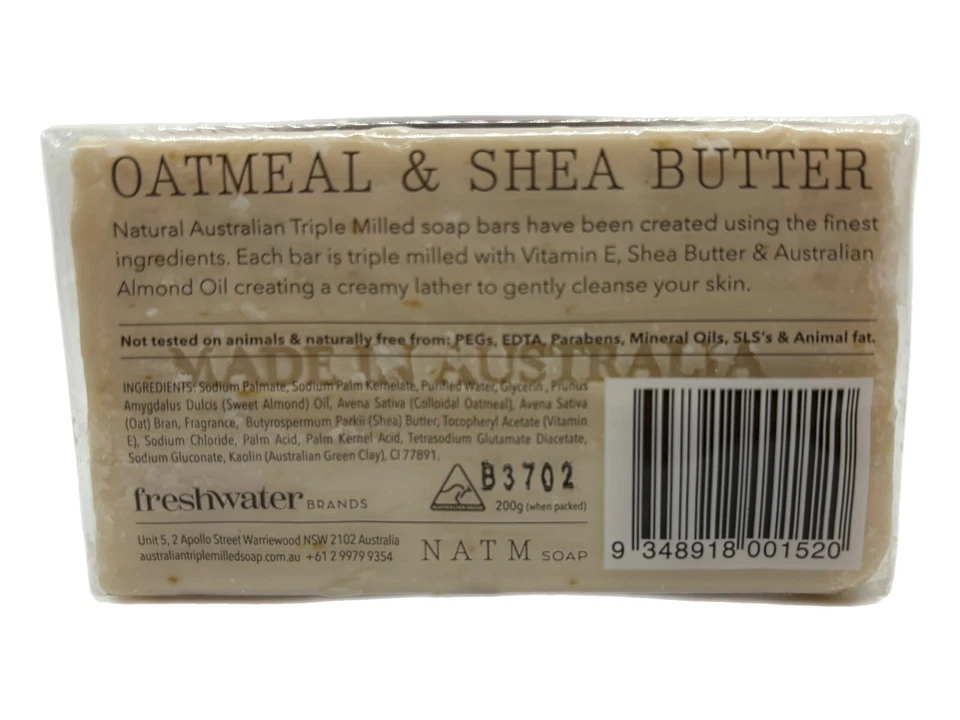 OATMEAL & SHEA BUTTER
Natural Australian Triple Milled soap bars have been created using the finest
ingredients. Each bar is triple milled with Vitamin E, Shea Butter & Australian
Almond Oil creating a creamy lather to gently cleanse your skin.
Not tested on animals & naturally free from: PEGs, EDTA, Parabens, Mineral Oils, SLS's & Animal fat.
MADE IN AUSTRALIA
INGREDIENTS: Sodium Palmate, Sodium Palm Kernelate, Purified Water, Glycerin, Prunus
Amygdalus Dulcis (Sweet Almond) Oil, Avena Sativa (Colloidal Oatmeal), Avena Sativa
(Oat) Bran, Fragrance, Butyrospermum Parkii (Shea) Butter, Tocopheryl Acetate (Vitamin
E), Sodium Chloride, Palm Acid, Palm Kernel Acid, Tetrasodium Glutamate Diacetate,
Sodium Gluconate, Kaolin (Australian Green Clay), CI 77891.
freshwater BRANDS
AUSTRALIAN MADE
B3702
200g (when packed)
Unit 5, 2 Apollo Street Warriewood NSW 2102 Australia
australiantriplemilledsoap.com.au +61 2 9979 9354
NATM SOAP
9 348918 001520